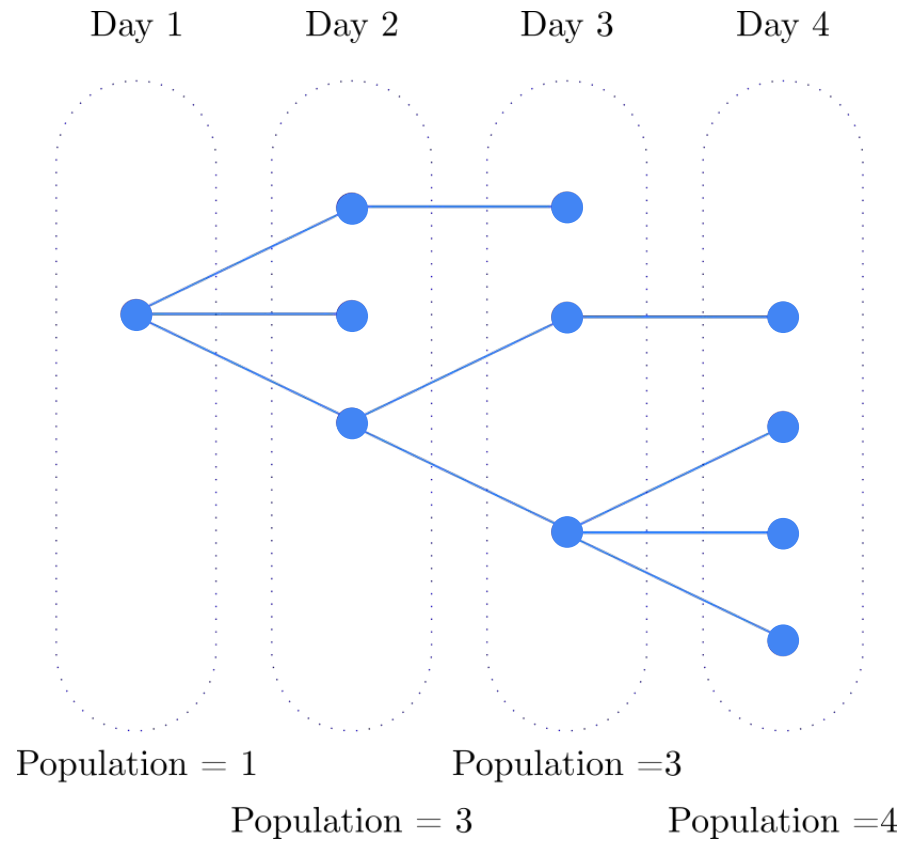 Day 1 Day 2 Day 3 Day 4
Population = 1 Population =3
Population = 3 Population =4